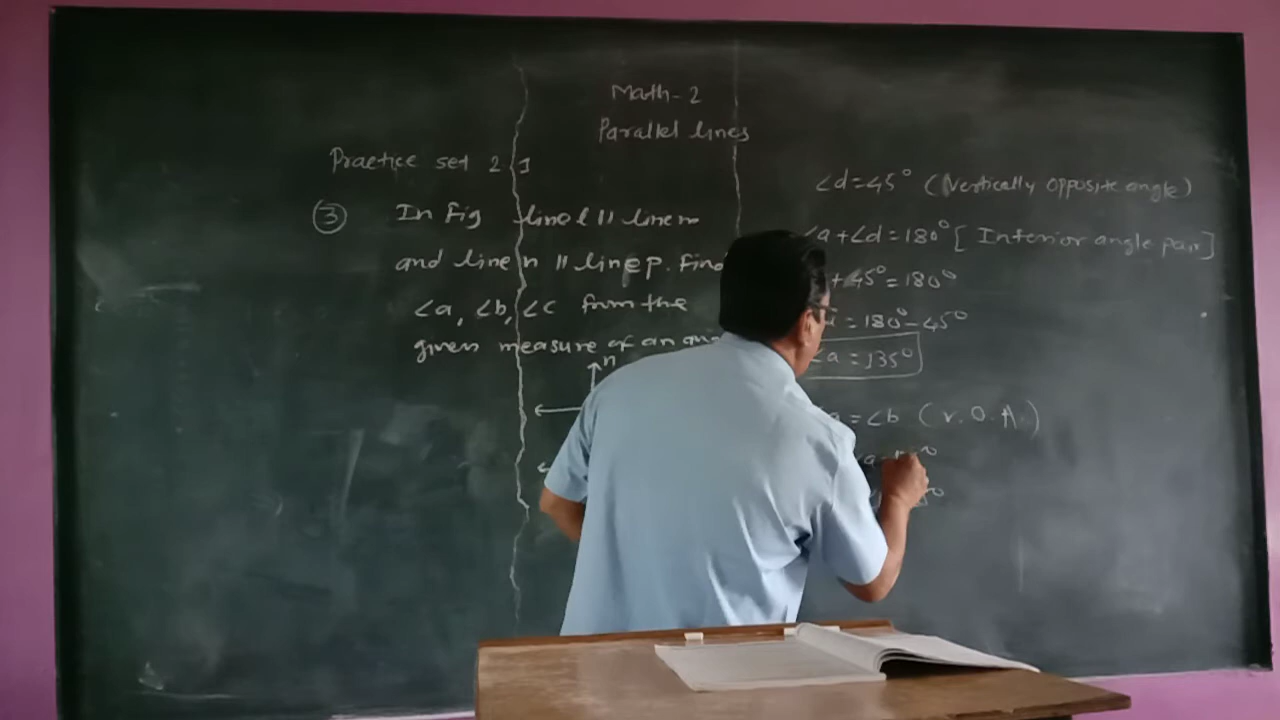 Math-2
Parallel lines
Practice set 2.1
③ In fig line l || line m
and line n || line p. Find
∠a, ∠b, ∠c from the
given measure of an
n
∠d=45° (Vertically opposite angle)
∠a+∠d=180° [Interior angle pair]
+45°=180°
=180°-45°
∠a=135°
=∠b (V.O.A.)